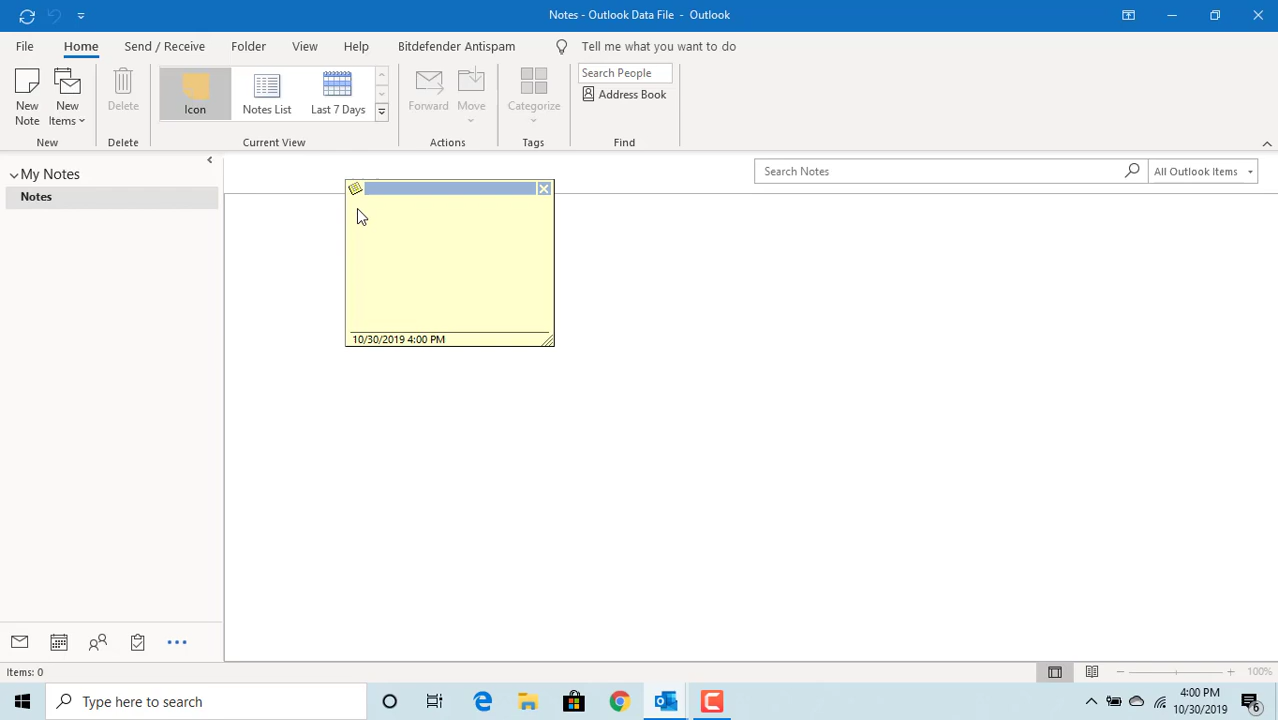 Notes - Outlook Data File - Outlook
File Home Send / Receive Folder View Help Bitdefender Antispam Tell me what you want to do
New Note
New Items
Delete
Icon
Notes List
Last 7 Days
Forward
Move
Categorize
Search People
Address Book
New
Delete
Current View
Actions
Tags
Find
My Notes
Notes
Search Notes
All Outlook Items
10/30/2019 4:00 PM
Items: 0
100%
Type here to search
4:00 PM
10/30/2019
6